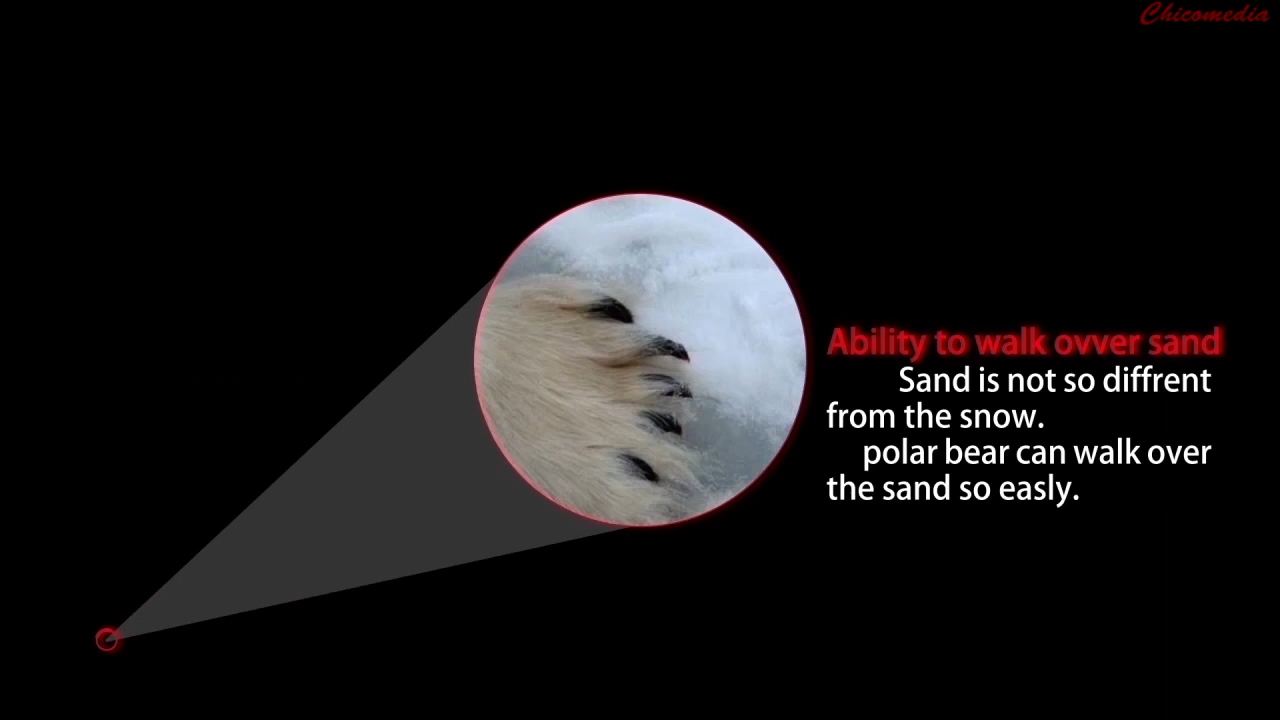 Chicomedia
Ability to walk ovver sand
Sand is not so diffrent
from the snow.
polar bear can walk over
the sand so easly.